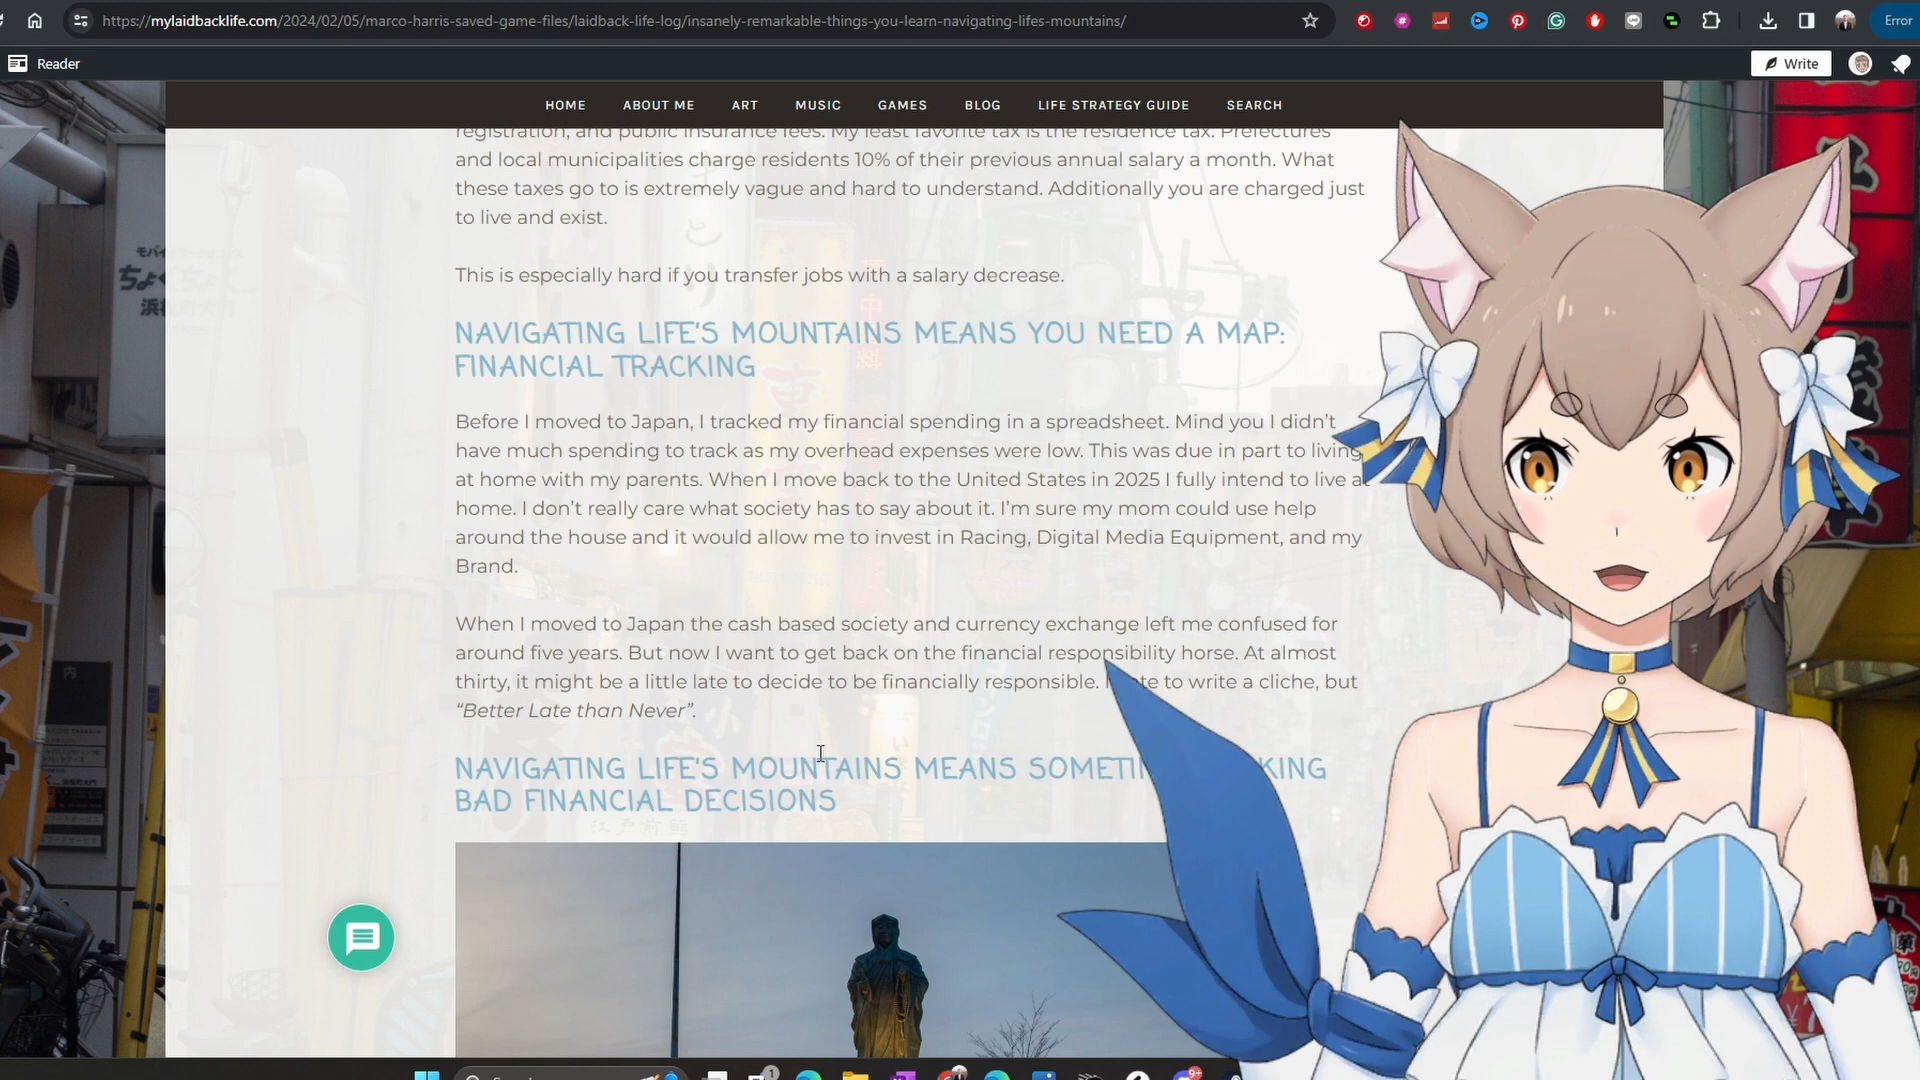 https://mylaidbacklife.com/2024/02/05/marco-harris-saved-game-files/laidback-life-log/insanely-remarkable-things-you-learn-navigating-lifes-mountains/
Error
Reader
Write
HOME ABOUT ME ART MUSIC GAMES BLOG LIFE STRATEGY GUIDE SEARCH
registration, and public insurance fees. My least favorite tax is the residence tax. Prefectures
and local municipalities charge residents 10% of their previous annual salary a month. What
these taxes go to is extremely vague and hard to understand. Additionally you are charged just
to live and exist.
This is especially hard if you transfer jobs with a salary decrease.
NAVIGATING LIFE'S MOUNTAINS MEANS YOU NEED A MAP:
FINANCIAL TRACKING
Before I moved to Japan, I tracked my financial spending in a spreadsheet. Mind you I didn't
have much spending to track as my overhead expenses were low. This was due in part to living
at home with my parents. When I move back to the United States in 2025 I fully intend to live at
home. I don't really care what society has to say about it. I'm sure my mom could use help
around the house and it would allow me to invest in Racing, Digital Media Equipment, and my
Brand.
When I moved to Japan the cash based society and currency exchange left me confused for
around five years. But now I want to get back on the financial responsibility horse. At almost
thirty, it might be a little late to decide to be financially responsible. I to write a cliche, but
"Better Late than Never".
NAVIGATING LIFE'S MOUNTAINS MEANS
BAD FINANCIAL DECISIONS
1
9+